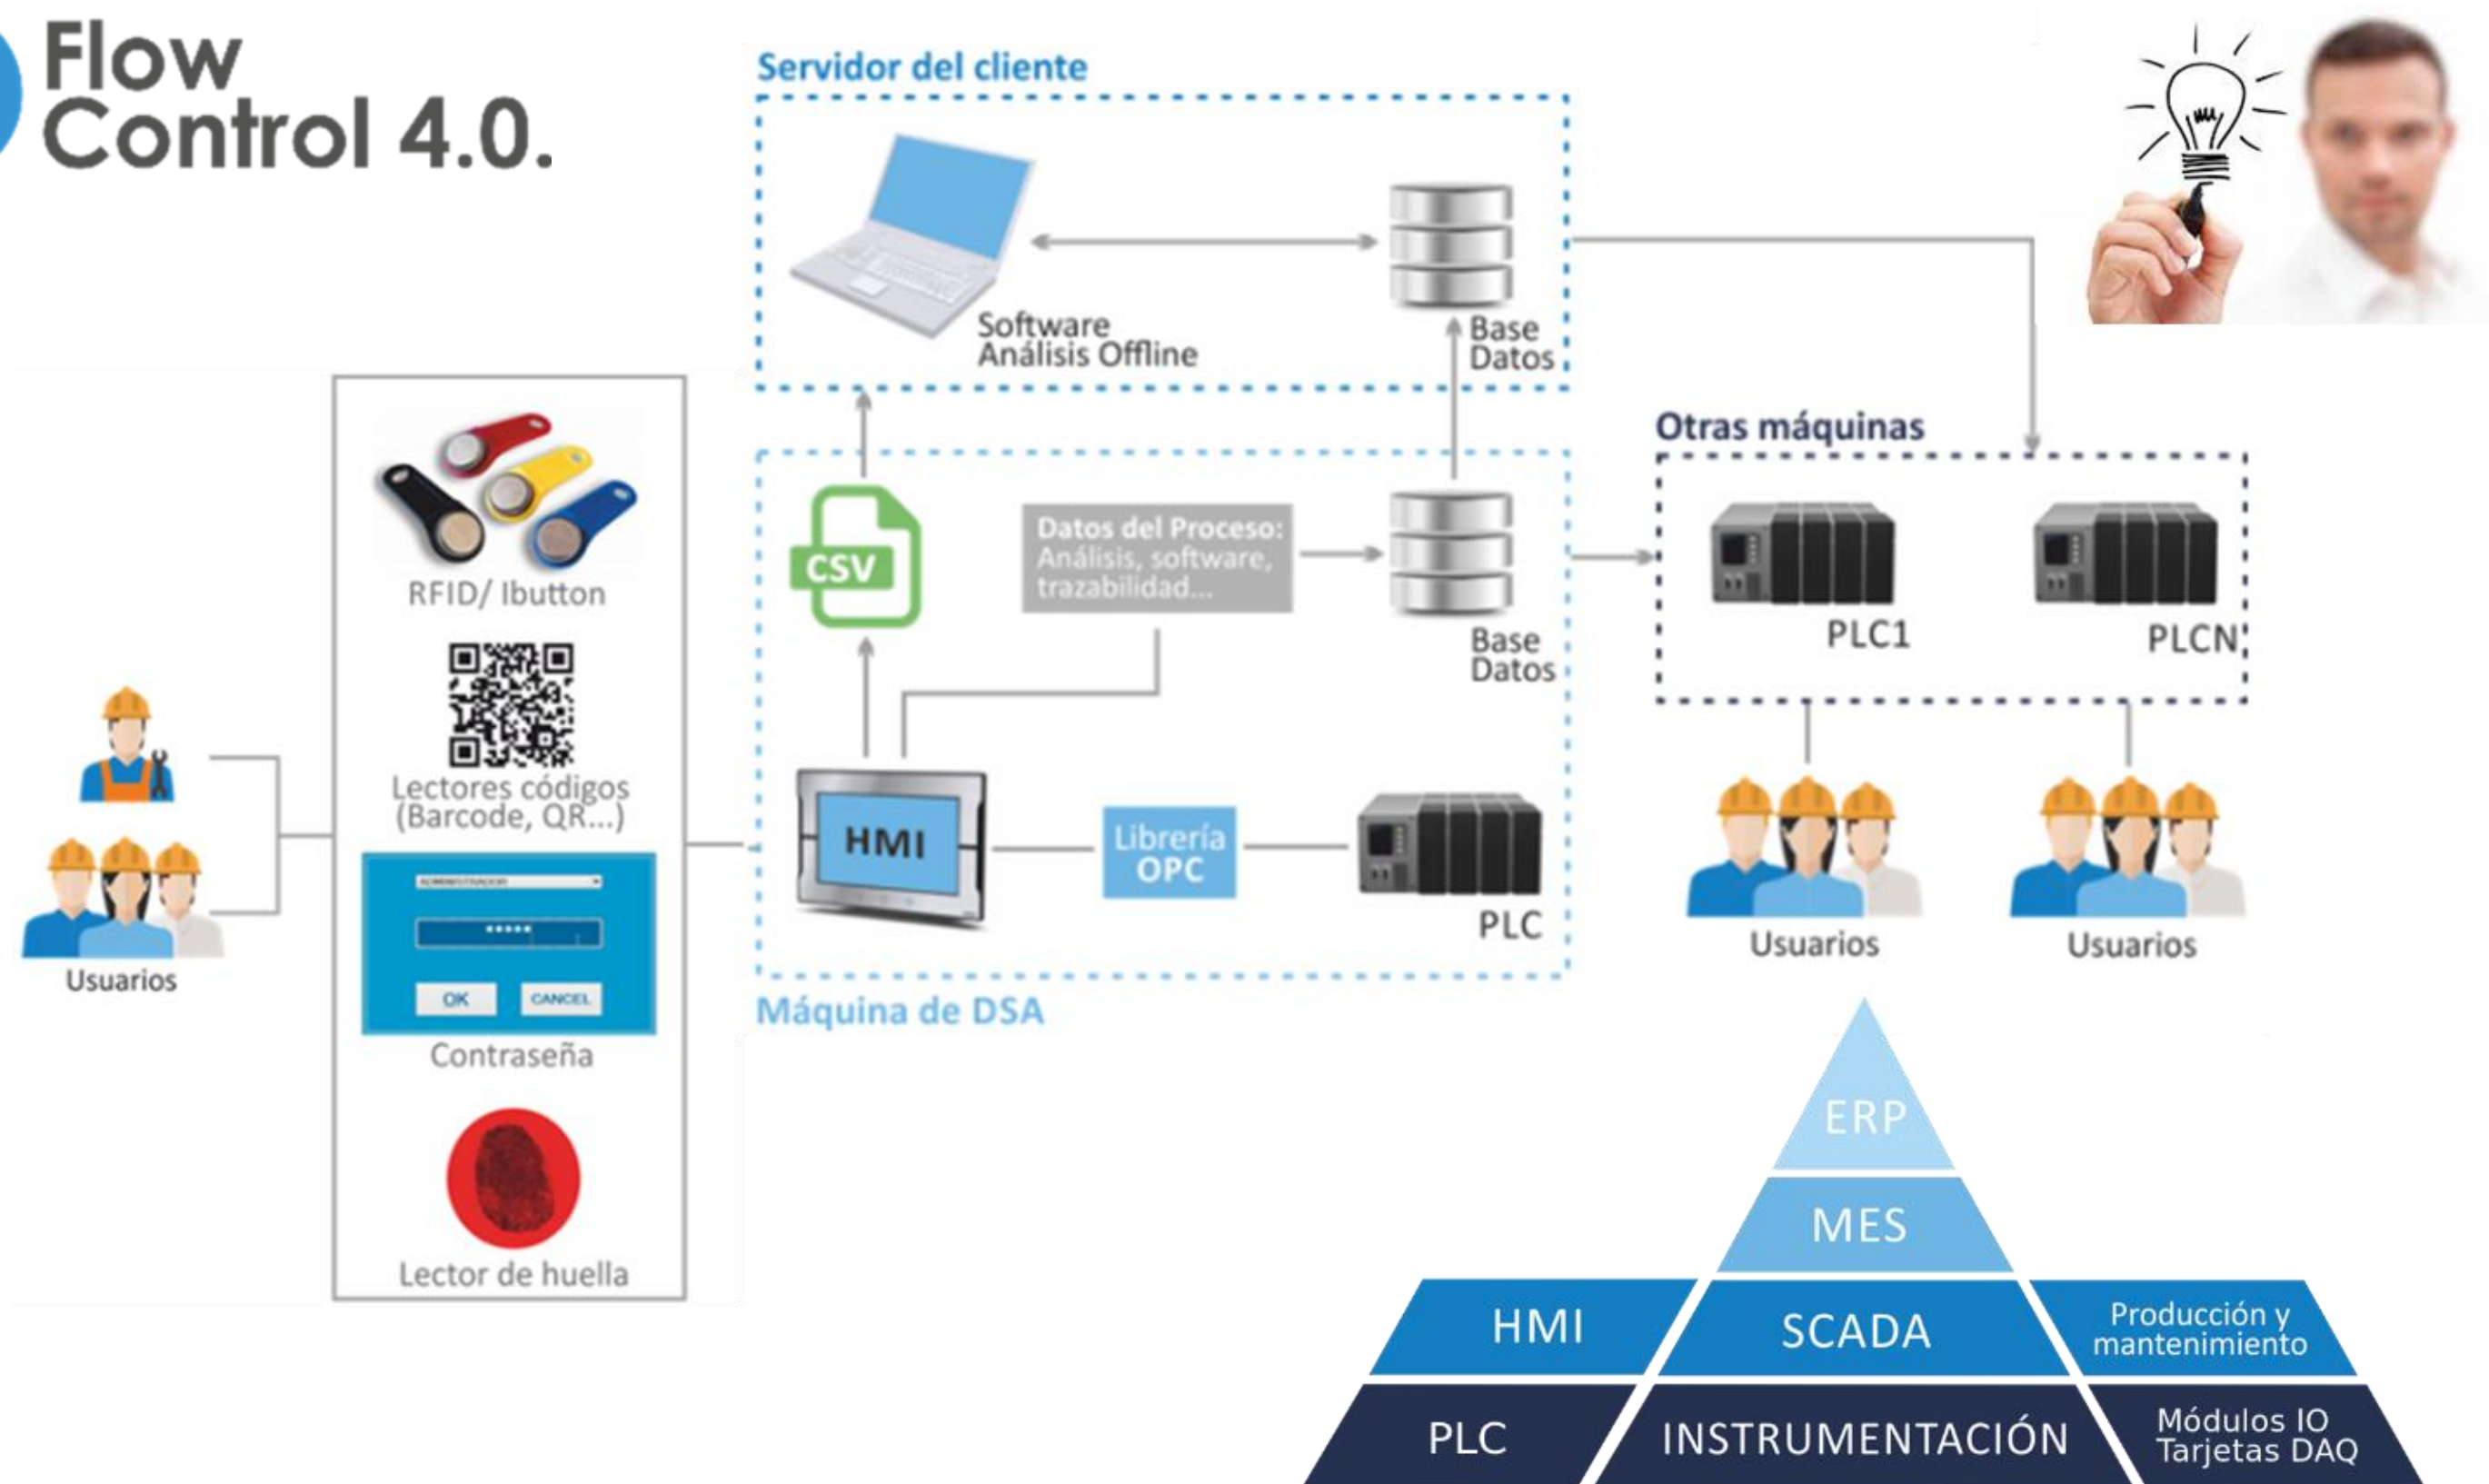 Flow
Control 4.0.
Servidor del cliente
Software
Análisis Offline
Base
Datos
Otras máquinas
RFID/ Ibutton
CSV
Datos del Proceso:
Análisis, software,
trazabilidad...
Base
Datos
PLC1
PLCN
Lectores códigos
(Barcode, QR...)
HMI
Librería
OPC
PLC
Usuarios
Usuarios
Usuarios
ADMINISTRADOR
*****
OK
CANCEL
Contraseña
Máquina de DSA
Lector de huella
ERP
MES
HMI
SCADA
Producción y
mantenimiento
PLC
INSTRUMENTACIÓN
Módulos IO
Tarjetas DAQ